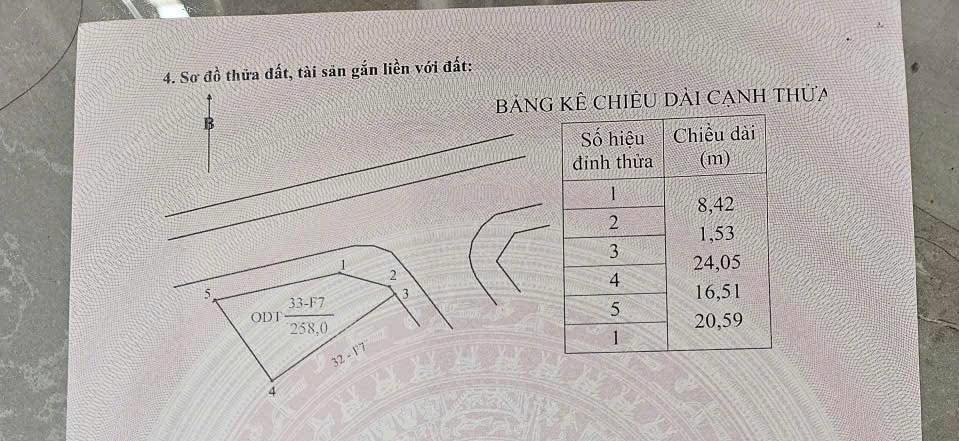 4. Sơ đồ thửa đất, tài sản gắn liền với đất:
B
BẢNG KÊ CHIỀU DÀI CẠNH THỬA
Số hiệu đỉnh thửa
Chiều dài (m)
1
8,42
2
1,53
3
24,05
4
16,51
5
20,59
1
1
2
3
5
ODT 33-F7
258,0
32-F7
4